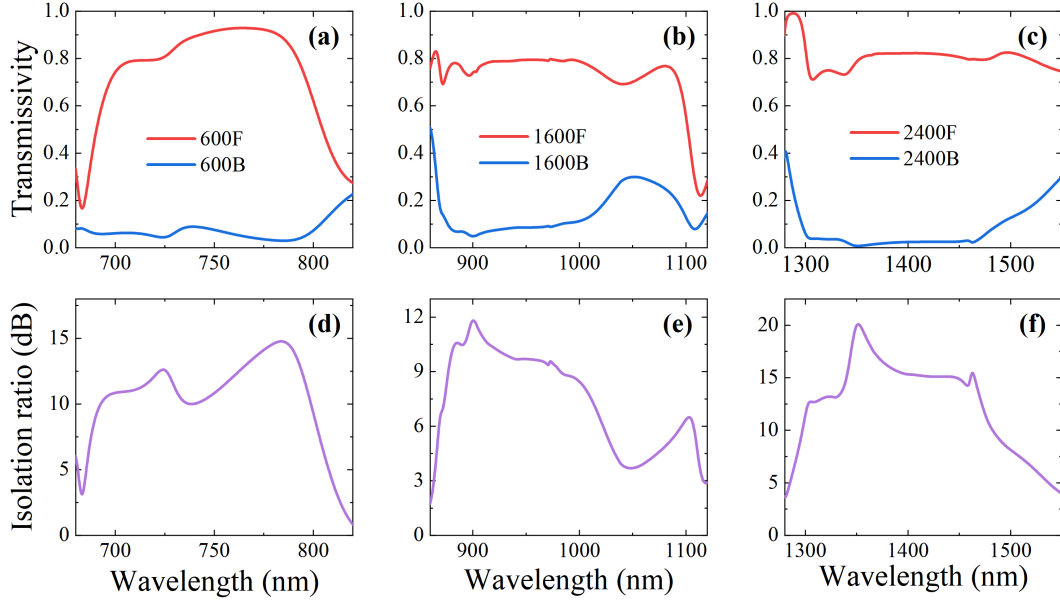 Transmissivity
1.0
0.8
0.6
0.4
0.2
0.0
(a)
600F
600B
700
750
800
1.0
0.8
0.6
0.4
0.2
0.0
(b)
1600F
1600B
900
1000
1100
1.0
0.8
0.6
0.4
0.2
0.0
(c)
2400F
2400B
1300
1400
1500
Isolation ratio (dB)
15
10
5
0
(d)
700
750
800
Wavelength (nm)
12
9
6
3
0
(e)
900
1000
1100
Wavelength (nm)
20
15
10
5
0
(f)
1300
1400
1500
Wavelength (nm)